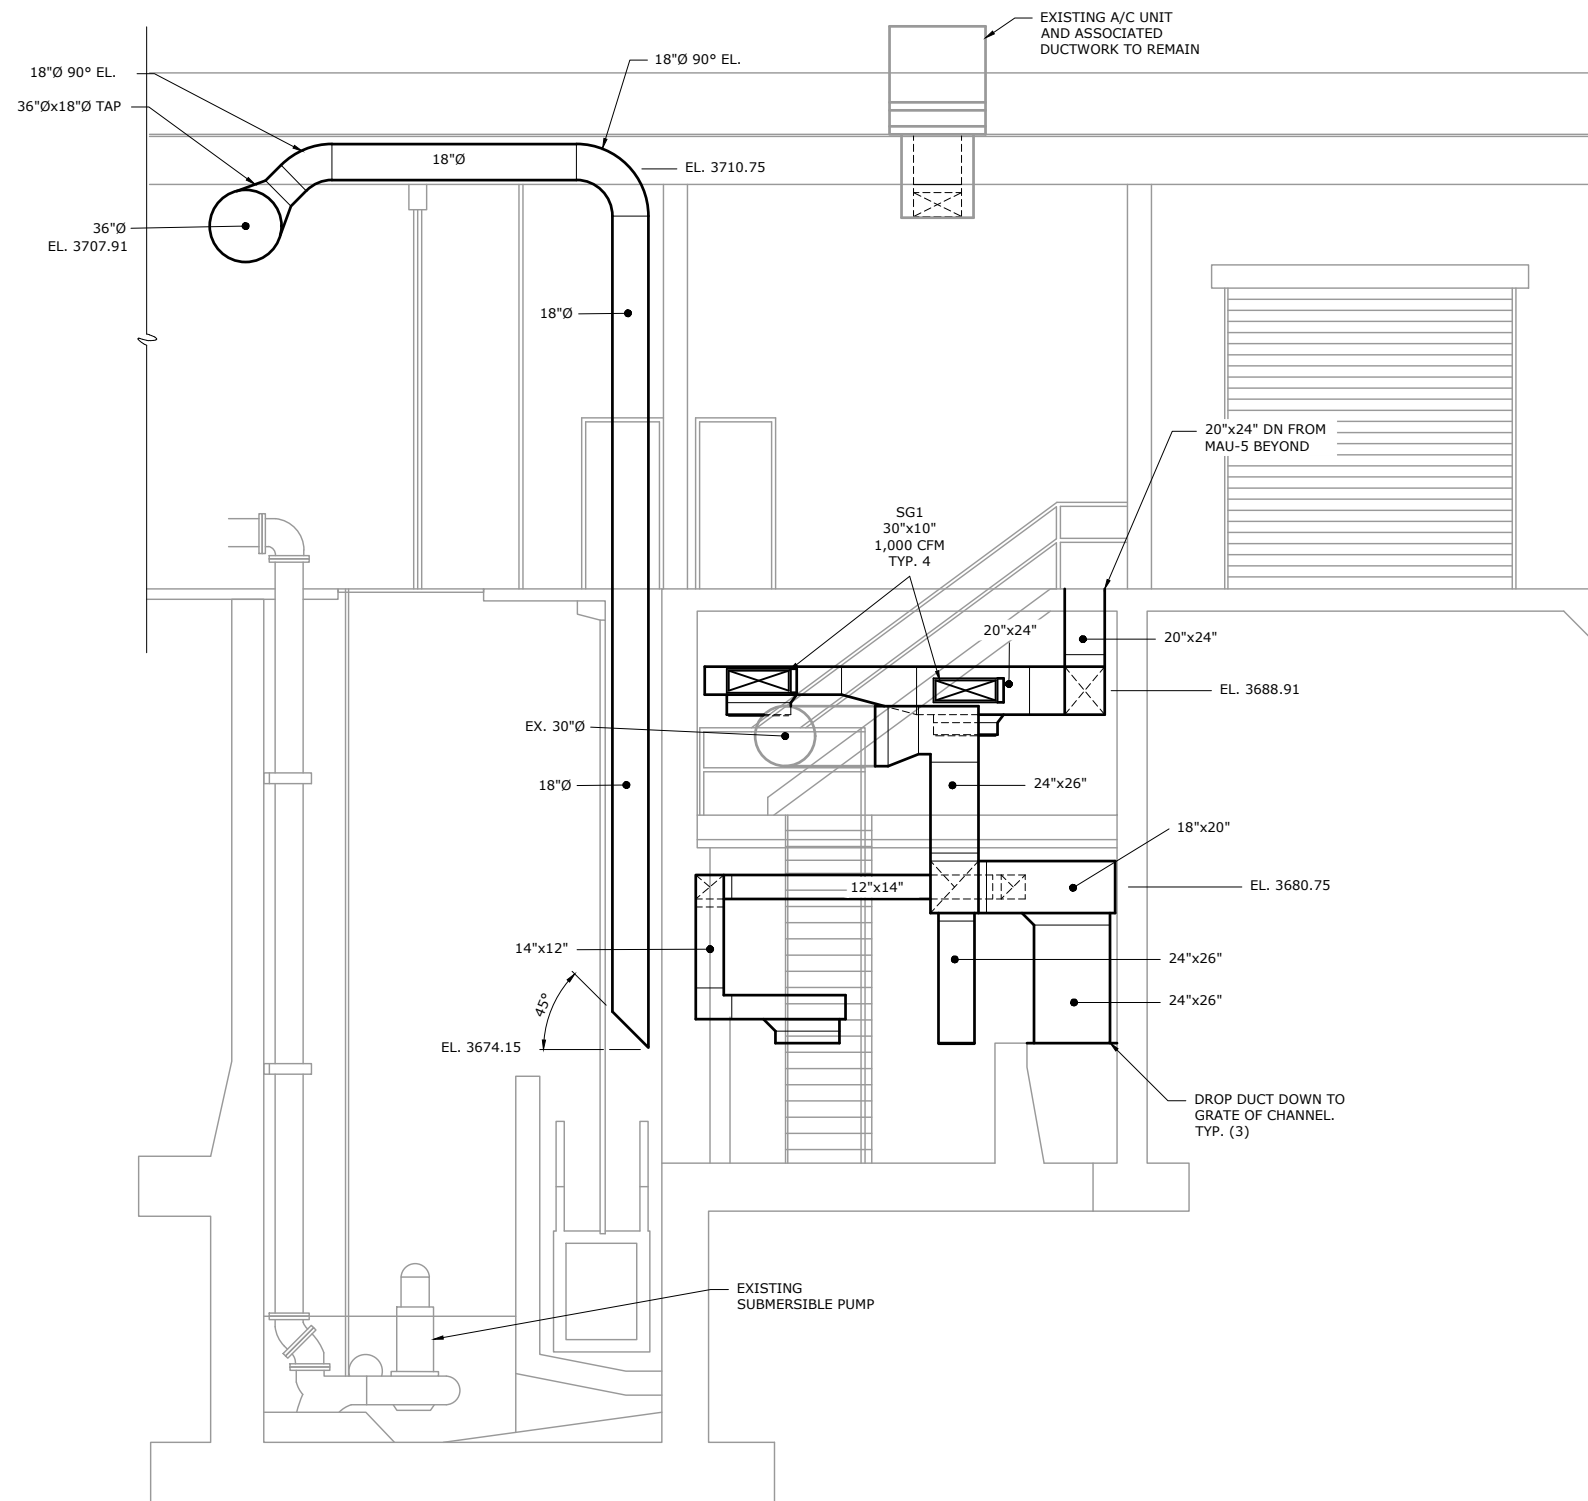 EXISTING A/C UNIT
AND ASSOCIATED
DUCTWORK TO REMAIN
18"Ø 90° EL.
18"Ø 90° EL.
36"Øx18"Ø TAP
18"Ø
EL. 3710.75
36"Ø
EL. 3707.91
18"Ø
20"x24" DN FROM
MAU-5 BEYOND
SG1
30"x10"
1,000 CFM
TYP. 4
20"x24"
20"x24"
EL. 3688.91
EX. 30"Ø
18"Ø
24"x26"
18"x20"
12"x14"
EL. 3680.75
14"x12"
24"x26"
24"x26"
45°
EL. 3674.15
DROP DUCT DOWN TO
GRATE OF CHANNEL.
TYP. (3)
EXISTING
SUBMERSIBLE PUMP